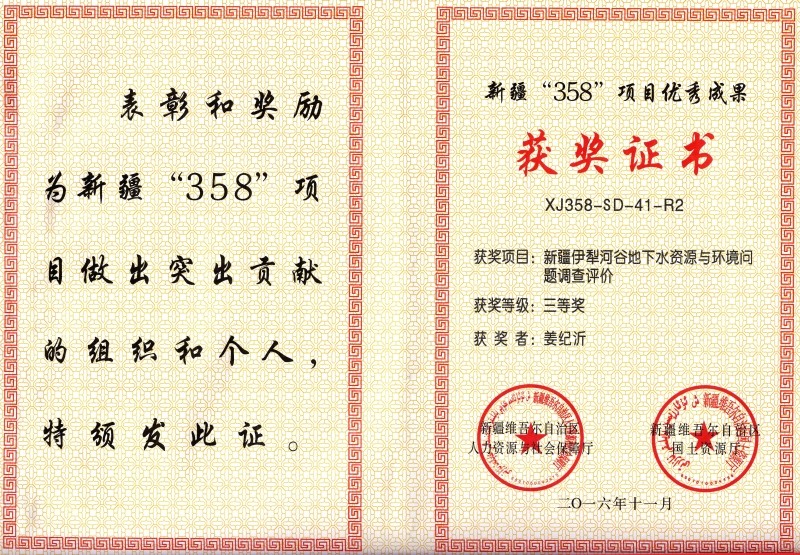 表彰和奖励
为新疆“358”项
目做出突出贡献
的组织和个人，
特颁发此证。
新疆“358”项目优秀成果
获奖证书
XJ358-SD-41-R2
获奖项目：新疆伊犁河谷地下水资源与环境问
题调查评价
获奖等级：三等奖
获 奖 者：姜纪沂
新疆维吾尔自治区
人力资源与社会保障厅
新疆维吾尔自治区
国土资源厅
二〇一六年十一月